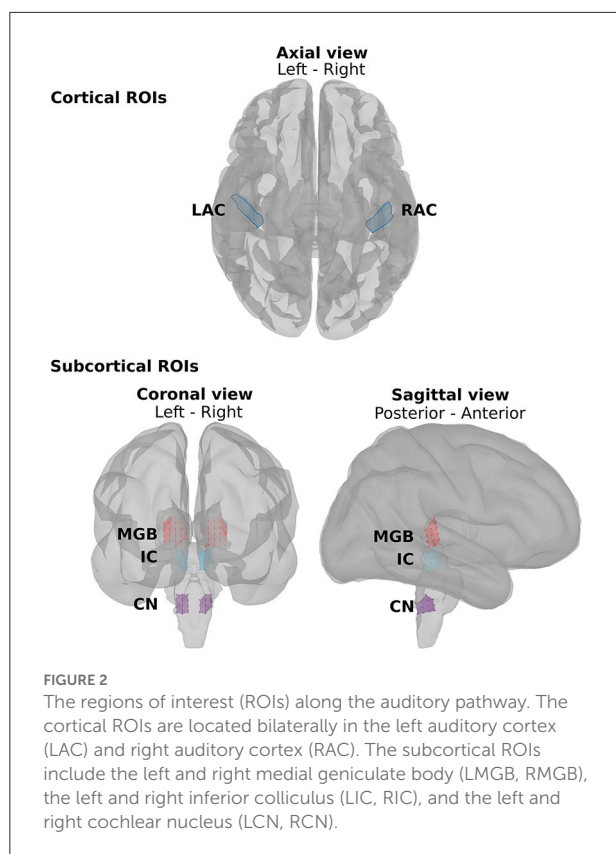 Axial view
Left - Right
Cortical ROIs
LAC
RAC
Subcortical ROIs
Coronal view
Left - Right
MGB
IC
CN
Sagittal view
Posterior - Anterior
MGB
IC
CN
FIGURE 2
The regions of interest (ROIs) along the auditory pathway. The
cortical ROIs are located bilaterally in the left auditory cortex
(LAC) and right auditory cortex (RAC). The subcortical ROIs
include the left and right medial geniculate body (LMGB, RMGB),
the left and right inferior colliculus (LIC, RIC), and the left and
right cochlear nucleus (LCN, RCN).